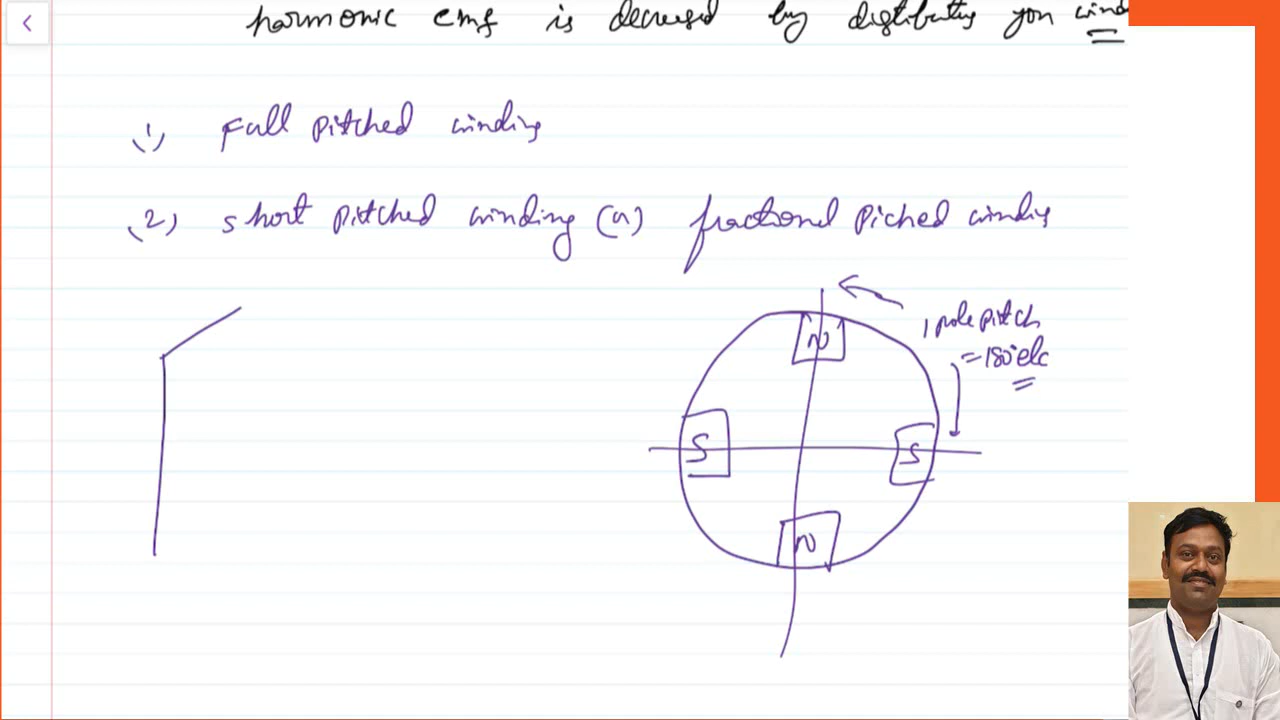 harmonic emf is decreased by distributing your wind
(1) Full pitched winding
(2) short pitched winding (or) fractional piched winding
1 pole pitch
= 180° elc
N
S
S
N